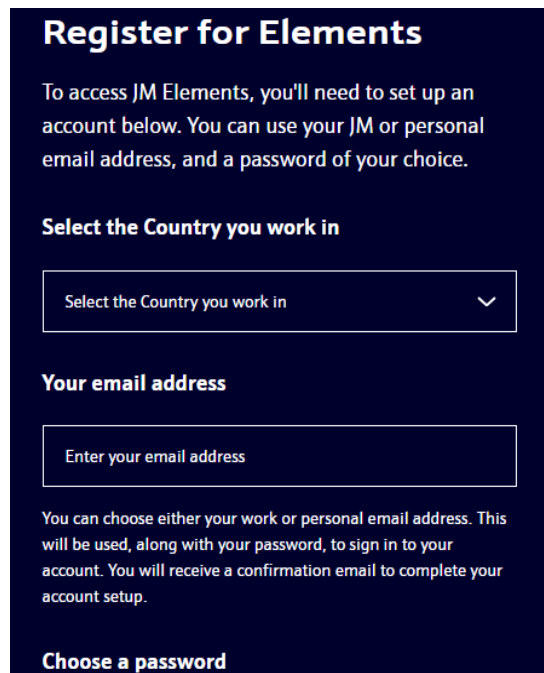 Register for Elements
To access JM Elements, you'll need to set up an
account below. You can use your JM or personal
email address, and a password of your choice.
Select the Country you work in
Select the Country you work in
Your email address
Enter your email address
You can choose either your work or personal email address. This
will be used, along with your password, to sign in to your
account. You will receive a confirmation email to complete your
account setup.
Choose a password